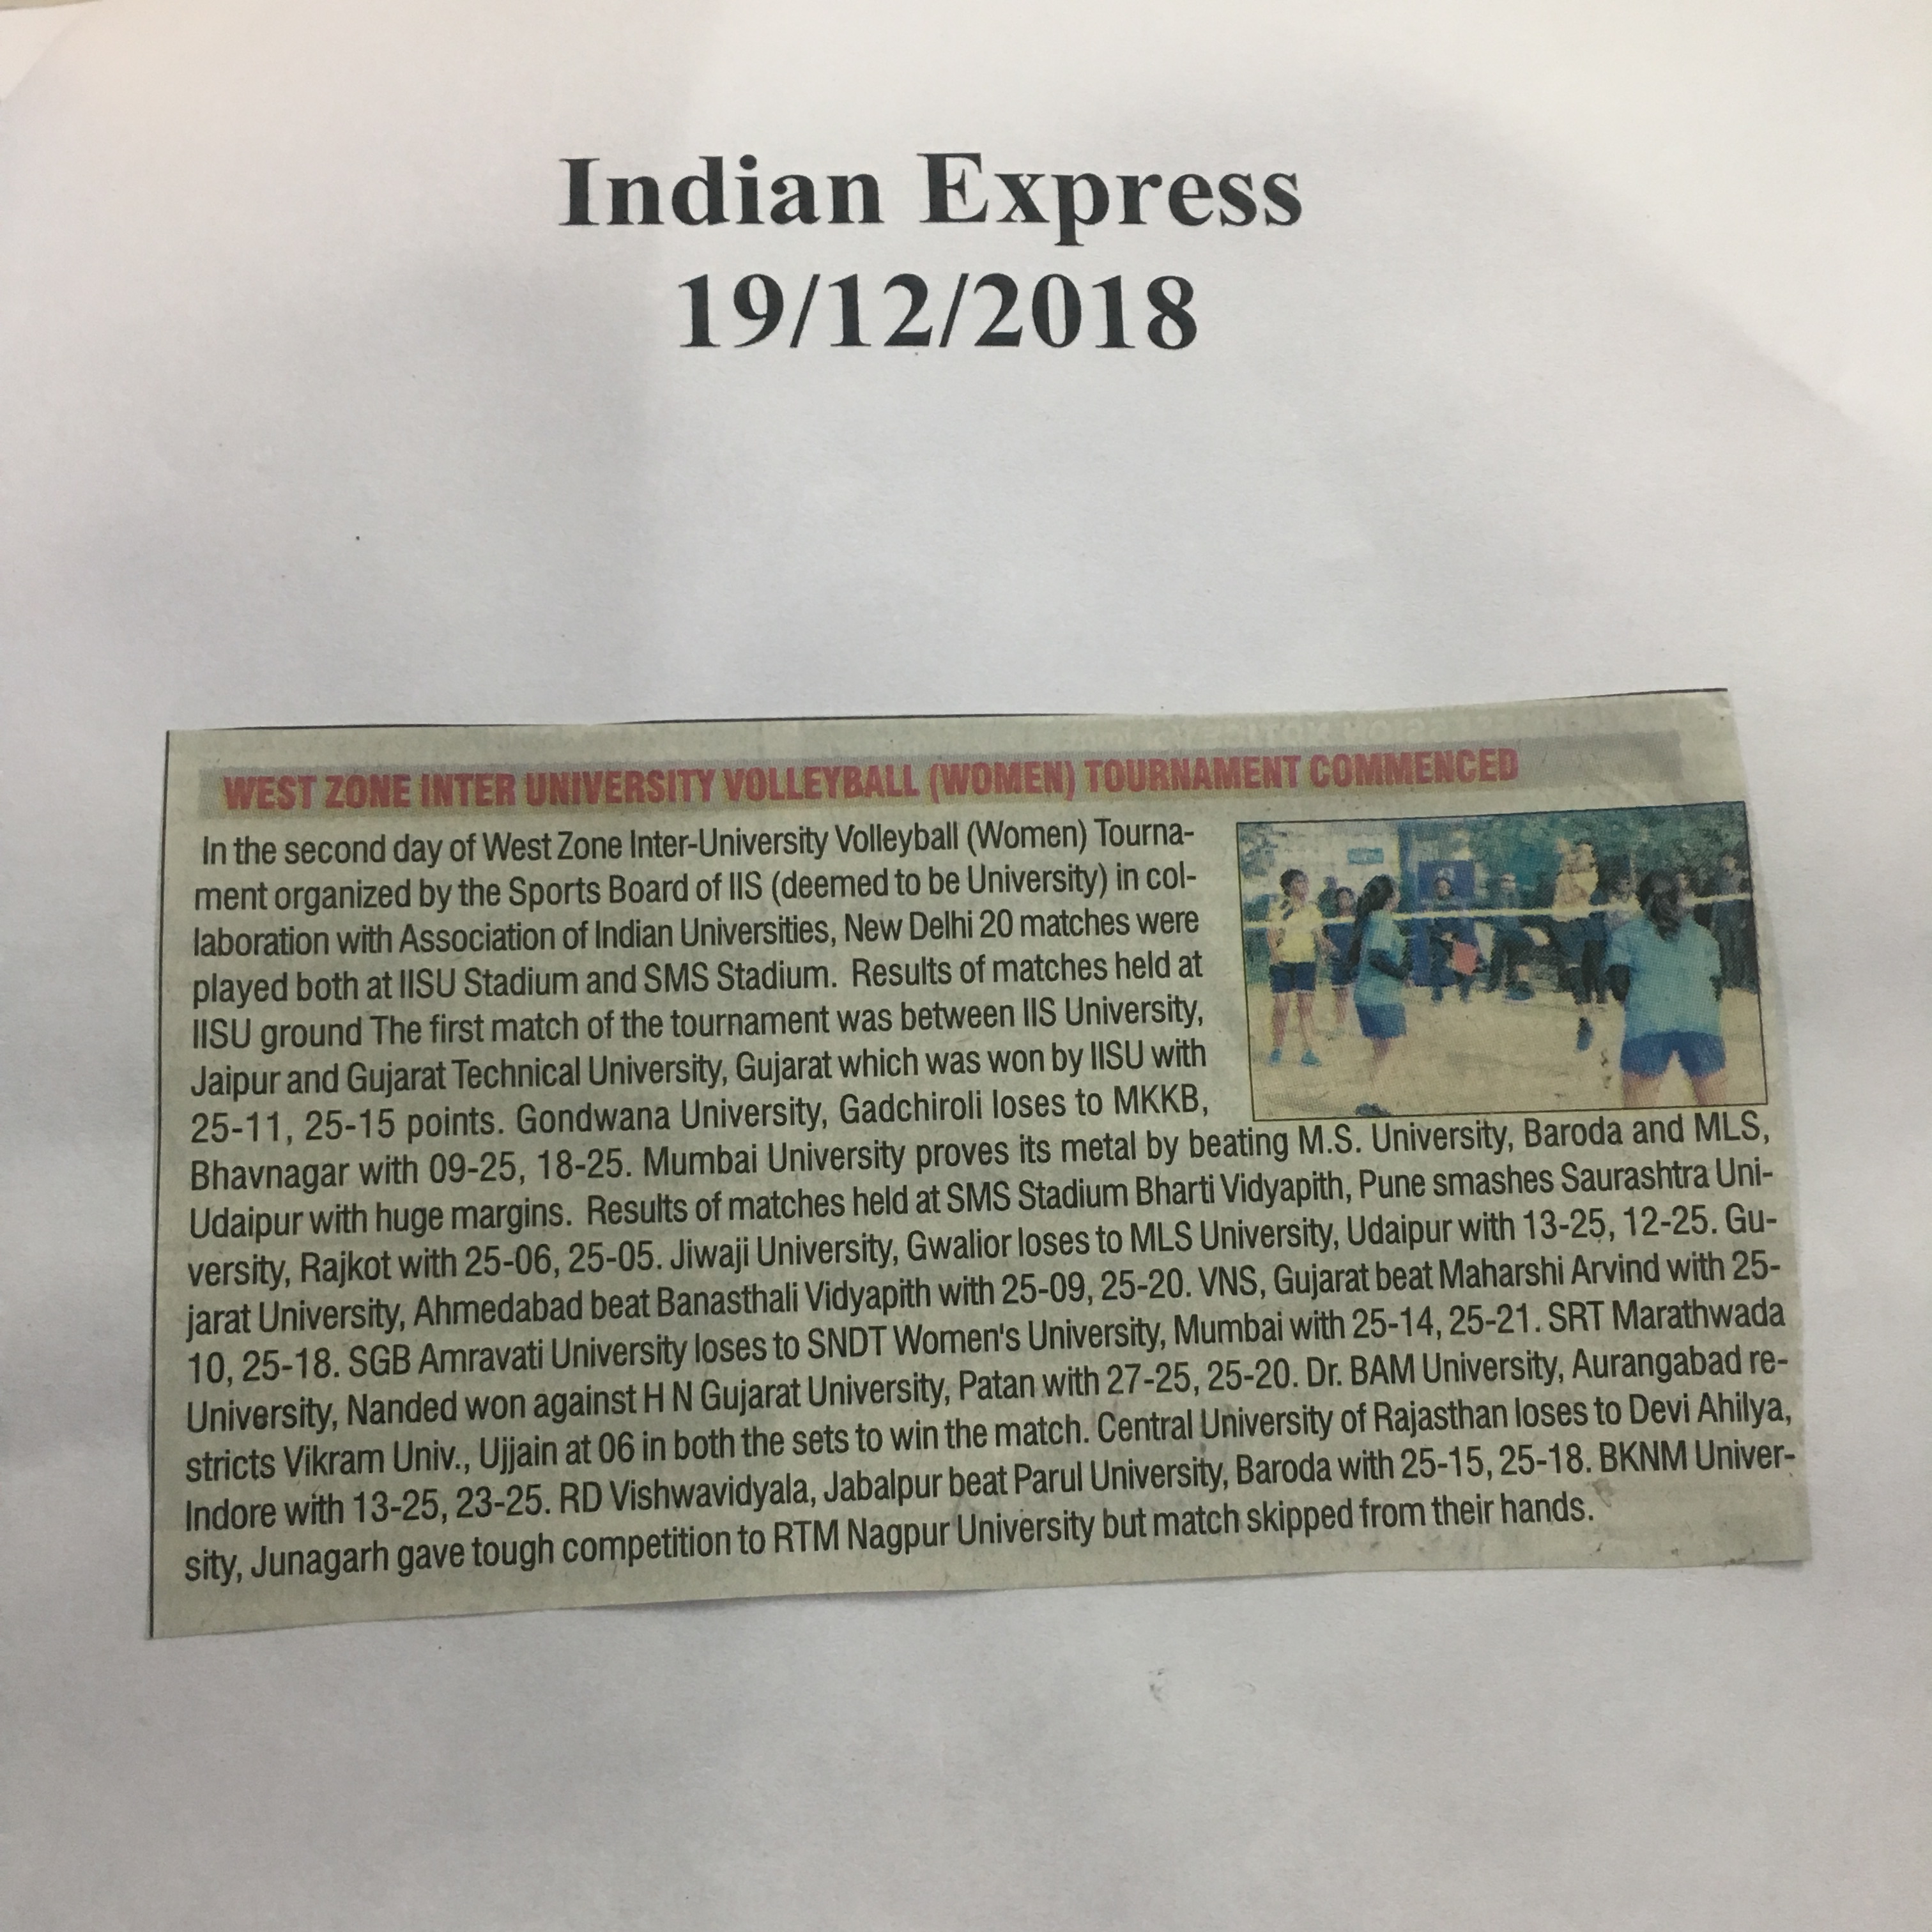 Indian Express
19/12/2018
WEST ZONE INTER UNIVERSITY VOLLEYBALL (WOMEN) TOURNAMENT COMMENCED
In the second day of West Zone Inter-University Volleyball (Women) Tourna-
ment organized by the Sports Board of IIS (deemed to be University) in col-
laboration with Association of Indian Universities, New Delhi 20 matches were
played both at IISU Stadium and SMS Stadium. Results of matches held at
IISU ground The first match of the tournament was between IIS University,
Jaipur and Gujarat Technical University, Gujarat which was won by IISU with
25-11, 25-15 points. Gondwana University, Gadchiroli loses to MKKB,
Bhavnagar with 09-25, 18-25. Mumbai University proves its metal by beating M.S. University, Baroda and MLS,
Udaipur with huge margins. Results of matches held at SMS Stadium Bharti Vidyapith, Pune smashes Saurashtra Uni-
versity, Rajkot with 25-06, 25-05. Jiwaji University, Gwalior loses to MLS University, Udaipur with 13-25, 12-25. Gu-
jarat University, Ahmedabad beat Banasthali Vidyapith with 25-09, 25-20. VNS, Gujarat beat Maharshi Arvind with 25-
10, 25-18. SGB Amravati University loses to SNDT Women's University, Mumbai with 25-14, 25-21. SRT Marathwada
University, Nanded won against H N Gujarat University, Patan with 27-25, 25-20. Dr. BAM University, Aurangabad re-
stricts Vikram Univ., Ujjain at 06 in both the sets to win the match. Central University of Rajasthan loses to Devi Ahilya,
Indore with 13-25, 23-25. RD Vishwavidyala, Jabalpur beat Parul University, Baroda with 25-15, 25-18. BKNM Univer-
sity, Junagarh gave tough competition to RTM Nagpur University but match skipped from their hands.